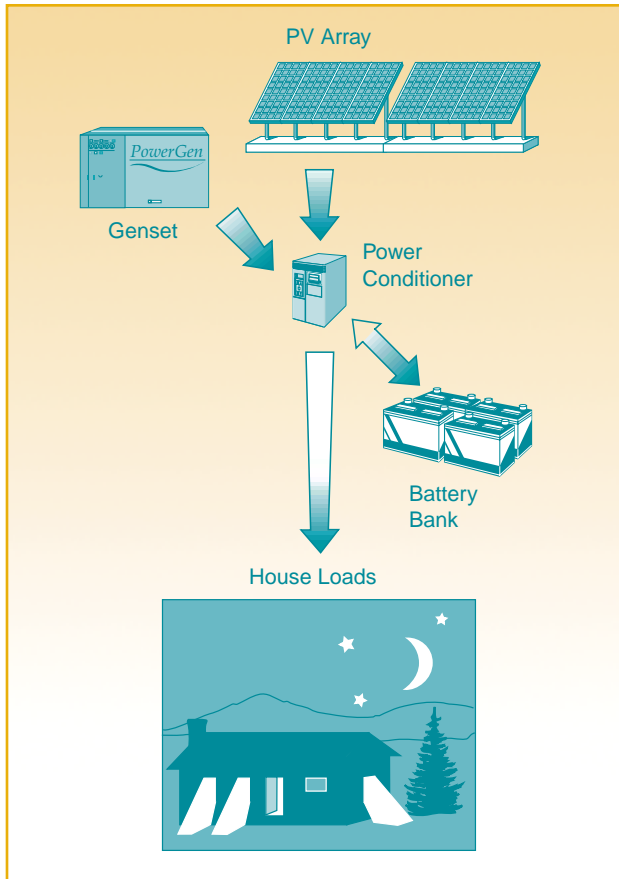 PV Array
PowerGen
Genset
Power
Conditioner
Battery
Bank
House Loads